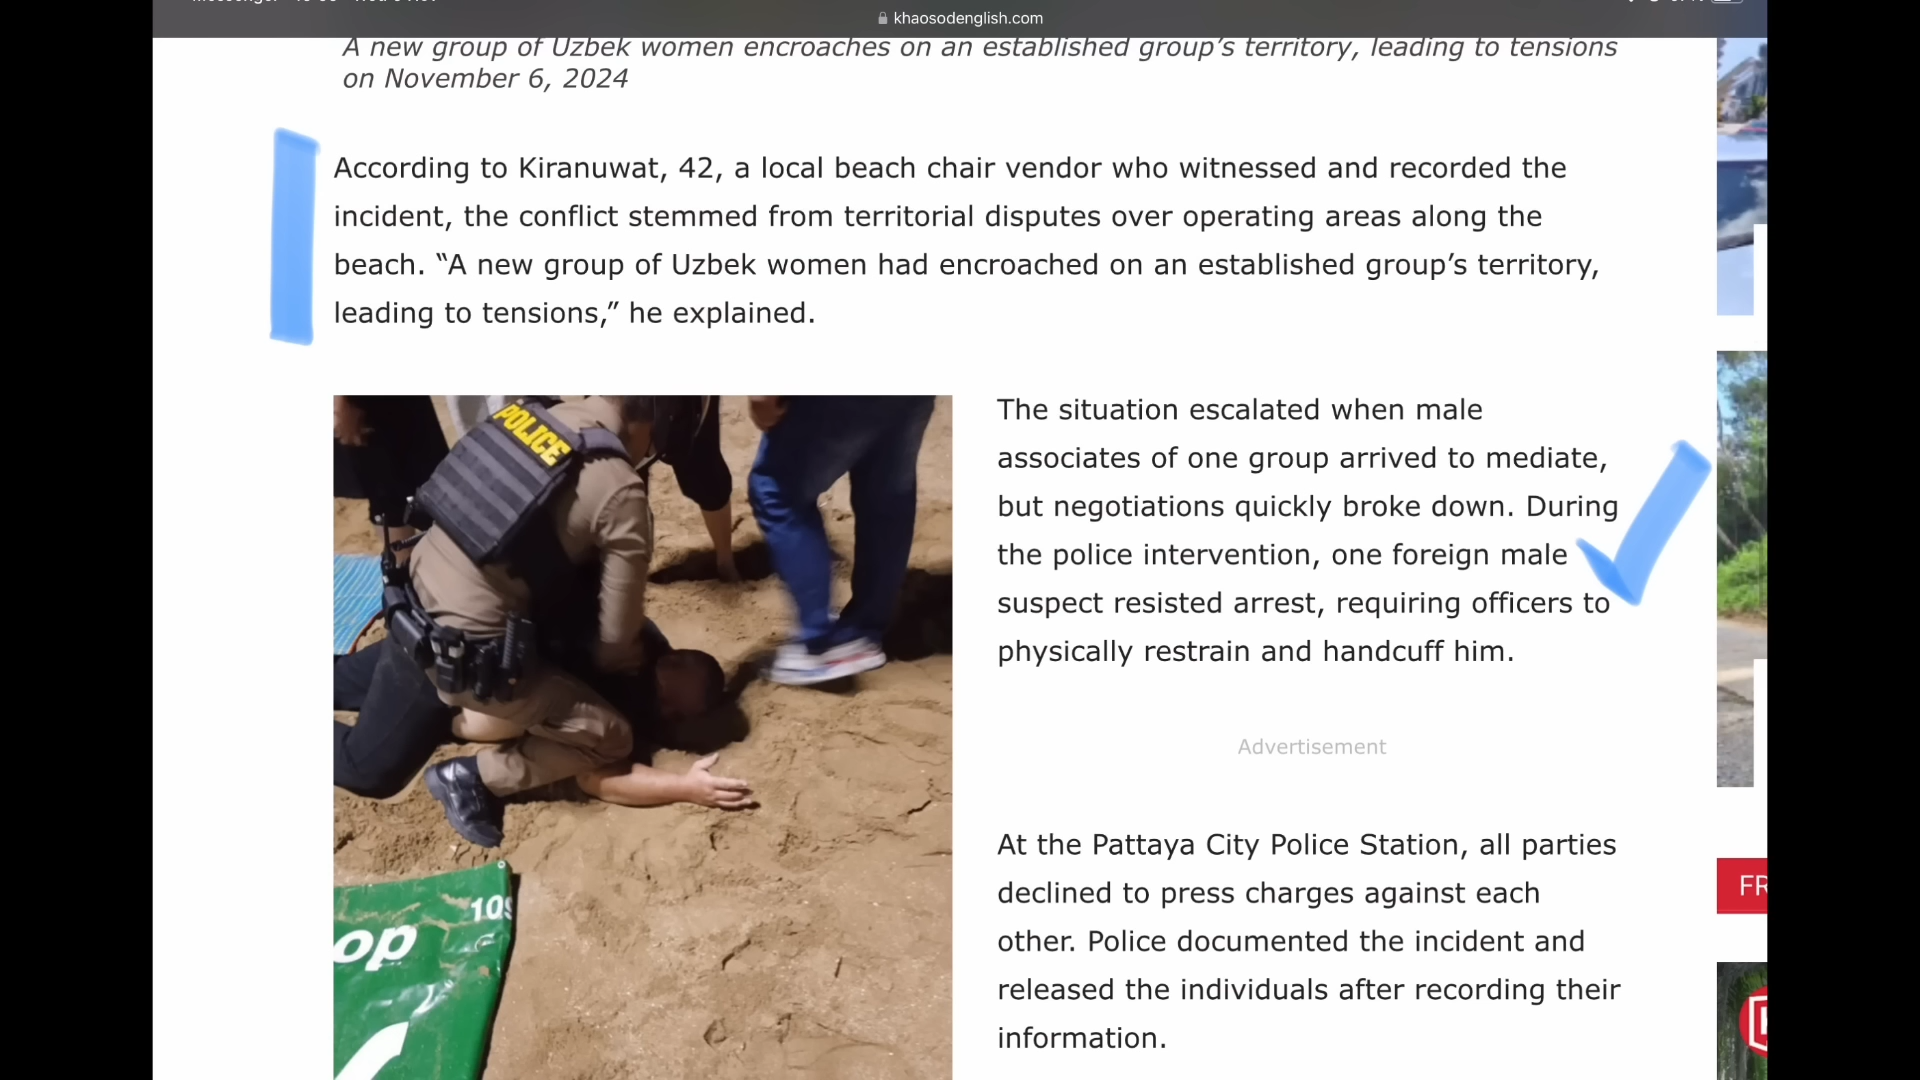 khaosodenglish.com
A new group of Uzbek women encroaches on an established group’s territory, leading to tensions
on November 6, 2024
According to Kiranuwat, 42, a local beach chair vendor who witnessed and recorded the
incident, the conflict stemmed from territorial disputes over operating areas along the
beach. “A new group of Uzbek women had encroached on an established group’s territory,
leading to tensions,” he explained.
POLICE
The situation escalated when male
associates of one group arrived to mediate,
but negotiations quickly broke down. During
the police intervention, one foreign male
suspect resisted arrest, requiring officers to
physically restrain and handcuff him.
Advertisement
At the Pattaya City Police Station, all parties
declined to press charges against each
other. Police documented the incident and
released the individuals after recording their
information.
op
FR